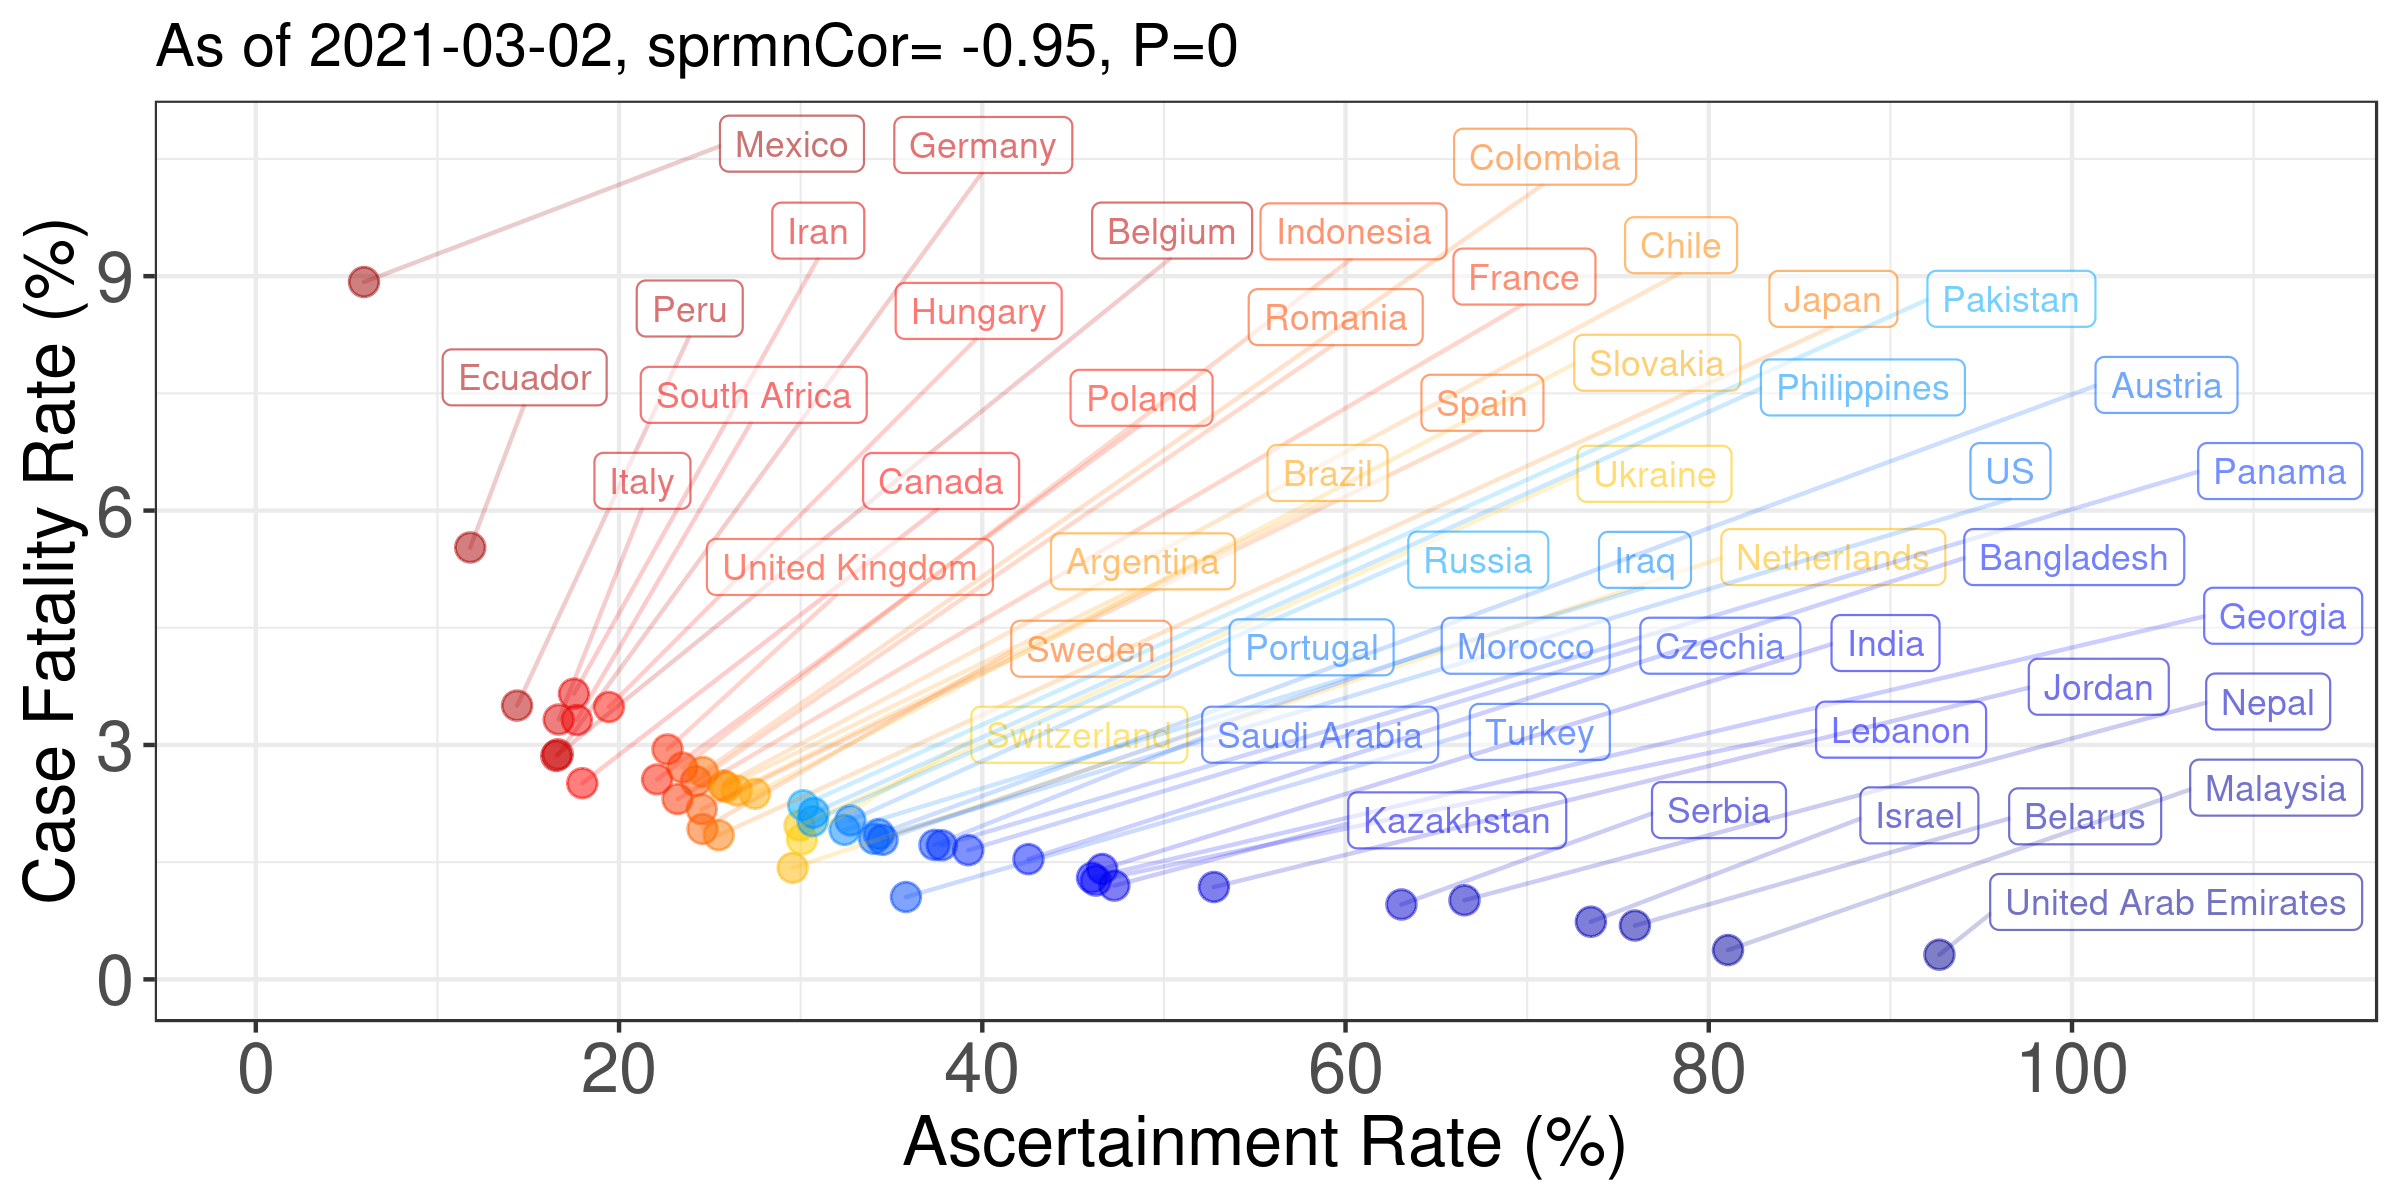 As of 2021-03-02, sprmnCor= -0.95, P=0
Case Fatality Rate (%)
9
6
3
0
Mexico
Germany
Colombia
Iran
Belgium
Indonesia
Chile
France
Peru
Hungary
Romania
Japan
Pakistan
Ecuador
South Africa
Poland
Spain
Slovakia
Philippines
Austria
Italy
Canada
Brazil
Ukraine
US
Panama
United Kingdom
Argentina
Russia
Iraq
Netherlands
Bangladesh
Georgia
Sweden
Portugal
Morocco
Czechia
India
Jordan
Nepal
Switzerland
Saudi Arabia
Turkey
Lebanon
Malaysia
Kazakhstan
Serbia
Israel
Belarus
United Arab Emirates
0 20 40 60 80 100
Ascertainment Rate (%)